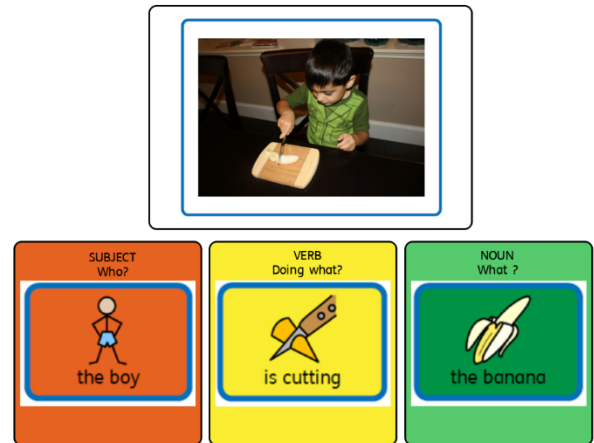 SUBJECT
Who?
the boy
VERB
Doing what?
is cutting
NOUN
What ?
the banana